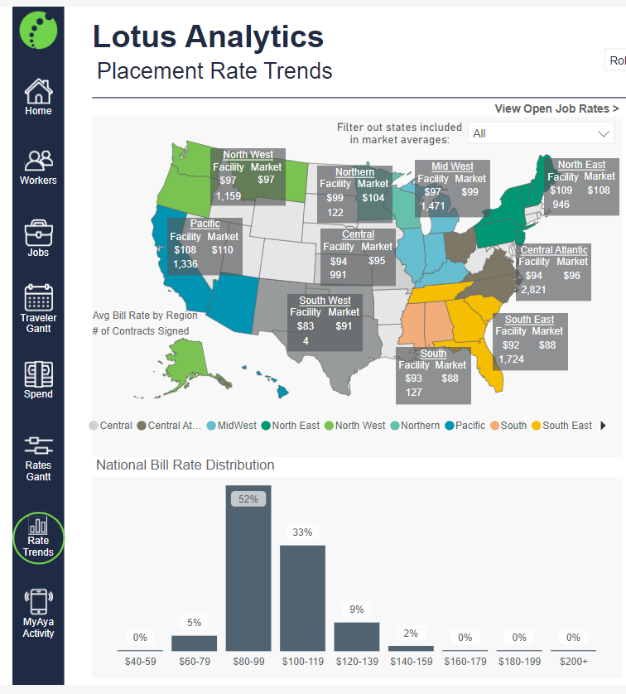 Lotus Analytics
Placement Rate Trends
Rol
View Open Job Rates >
Filter out states included
in market averages:
All
Home
Workers
Jobs
Traveler
Gantt
Spend
Rates
Gantt
Rate
Trends
MyAya
Activity
North West
Facility Market
$97 $97
1,159
Northern
Facility Market
$99 $104
122
Mid West
Facility Market
$97 $99
1,471
North East
Facility Market
$109 $108
946
Pacific
Facility Market
$108 $110
1,336
Central
Facility Market
$94 $95
991
Central Atlantic
Facility Market
$94 $96
2,821
South West
Facility Market
$83 $91
4
South East
Facility Market
$92 $88
1,724
South
Facility Market
$93 $88
127
Avg Bill Rate by Region
# of Contracts Signed
Central Central At... MidWest North East North West Northern Pacific South South East
National Bill Rate Distribution
0% 5% 52% 33% 9% 2% 0% 0% 0%
$40-59 $60-79 $80-99 $100-119 $120-139 $140-159 $160-179 $180-199 $200+